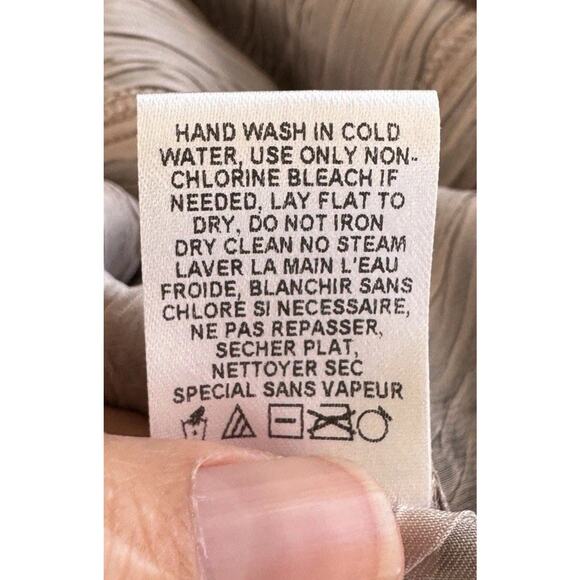 HAND WASH IN COLD
WATER, USE ONLY NON-
CHLORINE BLEACH IF
NEEDED, LAY FLAT TO
DRY, DO NOT IRON
DRY CLEAN NO STEAM
LAVER LA MAIN L'EAU
FROIDE, BLANCHIR SANS
CHLORE SI NECESSAIRE,
NE PAS REPASSER,
SECHER PLAT,
NETTOYER SEC
SPECIAL SANS VAPEUR